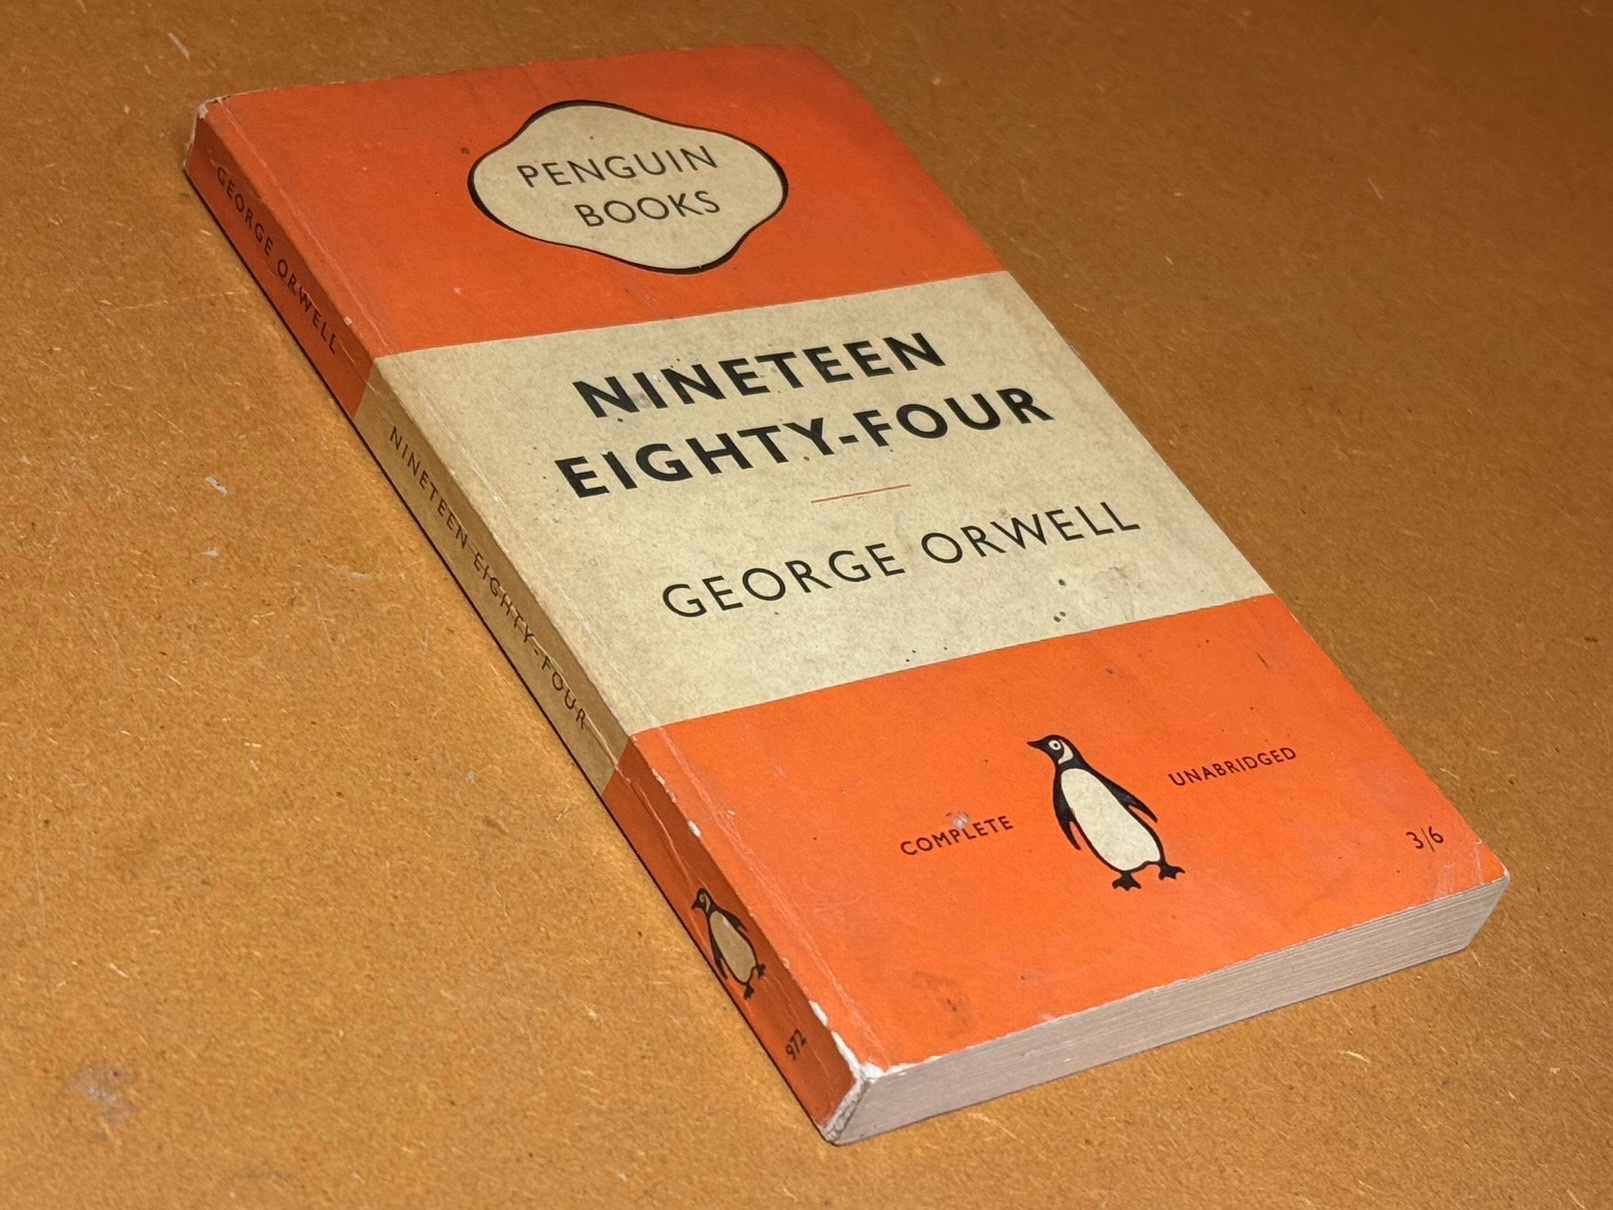 PENGUIN
BOOKS
NINETEEN
EIGHTY-FOUR
GEORGE ORWELL
COMPLETE
UNABRIDGED
3/6
GEORGE ORWELL
NINETEEN EIGHTY-FOUR
972